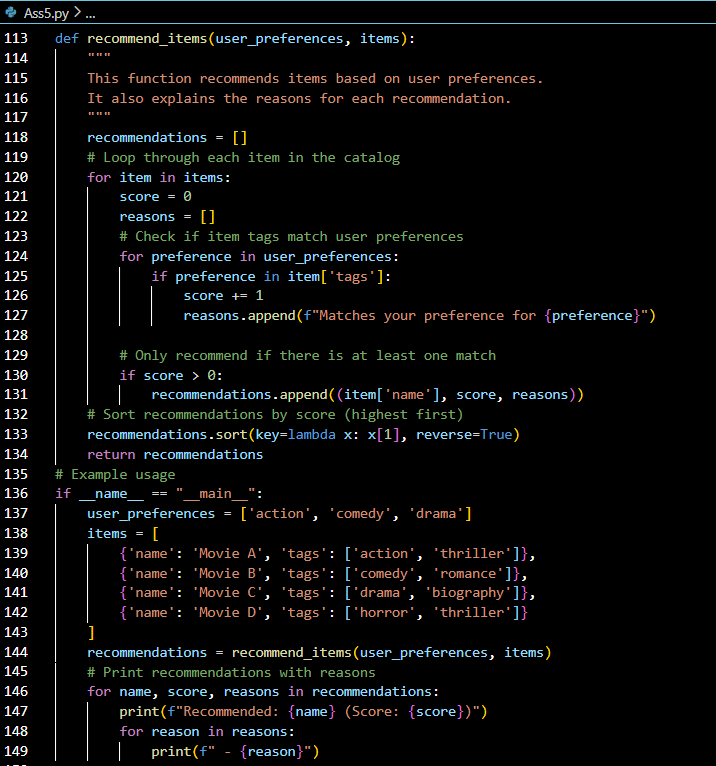 Ass5.py > ...
113 def recommend_items(user_preferences, items):
114     """
115     This function recommends items based on user preferences.
116     It also explains the reasons for each recommendation.
117     """
118     recommendations = []
119     # Loop through each item in the catalog
120     for item in items:
121         score = 0
122         reasons = []
123         # Check if item tags match user preferences
124         for preference in user_preferences:
125             if preference in item['tags']:
126                 score += 1
127                 reasons.append(f"Matches your preference for {preference}")
128
129         # Only recommend if there is at least one match
130         if score > 0:
131             recommendations.append((item['name'], score, reasons))
132     # Sort recommendations by score (highest first)
133     recommendations.sort(key=lambda x: x[1], reverse=True)
134     return recommendations
135 # Example usage
136 if __name__ == "__main__":
137     user_preferences = ['action', 'comedy', 'drama']
138     items = [
139         {'name': 'Movie A', 'tags': ['action', 'thriller']},
140         {'name': 'Movie B', 'tags': ['comedy', 'romance']},
141         {'name': 'Movie C', 'tags': ['drama', 'biography']},
142         {'name': 'Movie D', 'tags': ['horror', 'thriller']}
143     ]
144     recommendations = recommend_items(user_preferences, items)
145     # Print recommendations with reasons
146     for name, score, reasons in recommendations:
147         print(f"Recommended: {name} (Score: {score})")
148         for reason in reasons:
149             print(f" - {reason}")